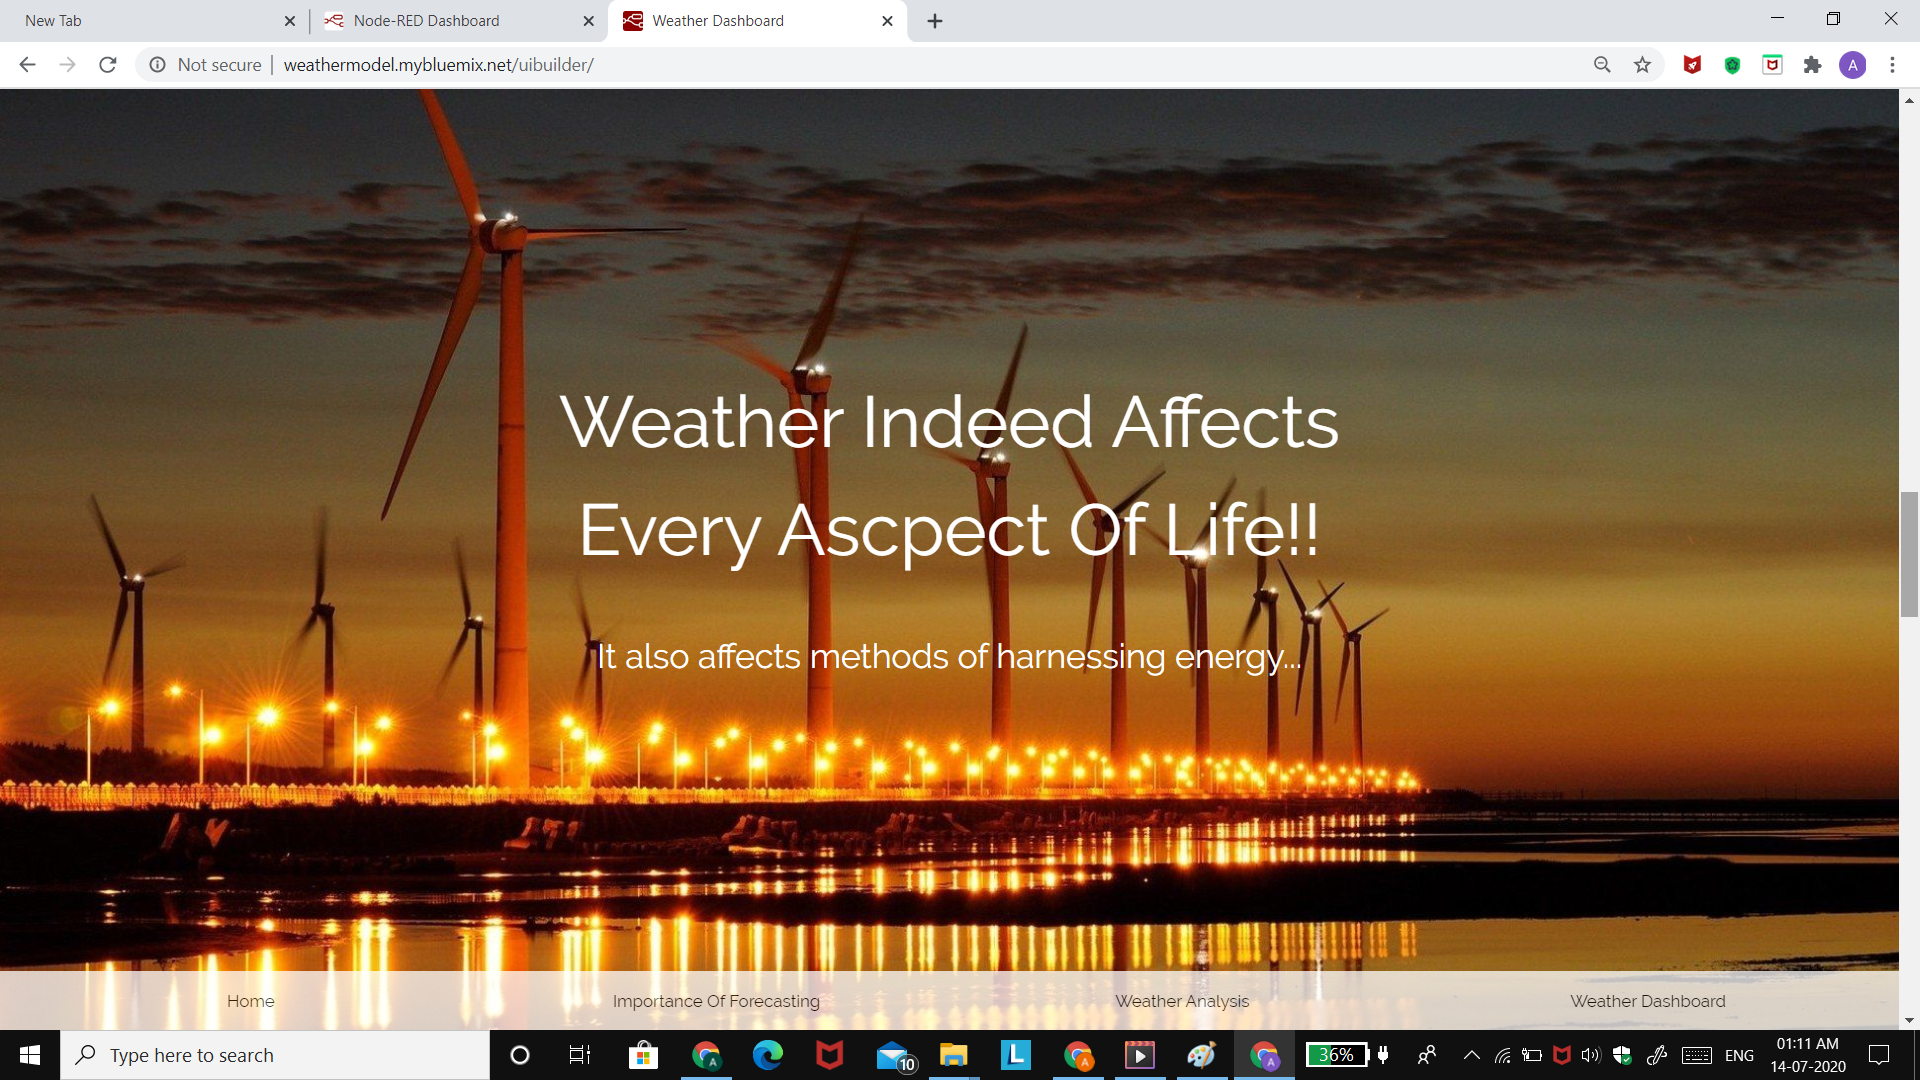 New Tab
Node-RED Dashboard
Weather Dashboard
Not secure
weathermodel.mybluemix.net/uibuilder/
A
Weather Indeed Affects
Every Ascpect Of Life!!
It also affects methods of harnessing energy...
Home
Importance Of Forecasting
Weather Analysis
Weather Dashboard
Type here to search
A
10
L
A
A
36%
ENG
01:11 AM
14-07-2020